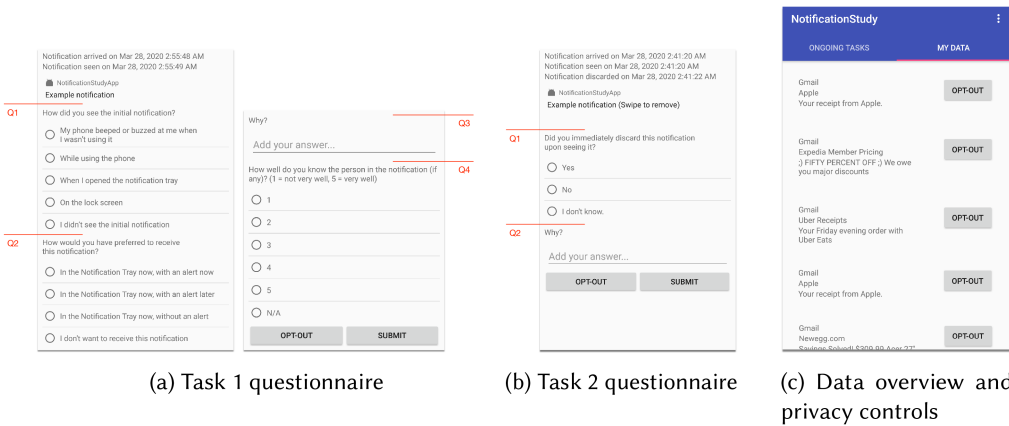 Notification arrived on Mar 28, 2020 2:55:48 AM
Notification seen on Mar 28, 2020 2:55:49 AM
NotificationStudyApp
Example notification
Q1
How did you see the initial notification?
My phone beeped or buzzed at me when
I wasn't using it
While using the phone
When I opened the notification tray
On the lock screen
I didn't see the initial notification
Q2
How would you have preferred to receive
this notification?
In the Notification Tray now, with an alert now
In the Notification Tray now, with an alert later
In the Notification Tray now, without an alert
I don't want to receive this notification
Q3
Why?
Add your answer...
Q4
How well do you know the person in the notification (if
any)? (1 = not very well, 5 = very well)
1
2
3
4
5
N/A
OPT-OUT SUBMIT
(a) Task 1 questionnaire
Notification arrived on Mar 28, 2020 2:41:20 AM
Notification seen on Mar 28, 2020 2:41:20 AM
Notification discarded on Mar 28, 2020 2:41:22 AM
NotificationStudyApp
Example notification (Swipe to remove)
Q1
Did you immediately discard this notification
upon seeing it?
Yes
No
I don't know.
Q2
Why?
Add your answer...
OPT-OUT SUBMIT
(b) Task 2 questionnaire
NotificationStudy
ONGOING TASKS MY DATA
Gmail
Apple
Your receipt from Apple.
OPT-OUT
Gmail
Expedia Member Pricing
;) FIFTY PERCENT OFF ;) We owe
you major discounts
OPT-OUT
Gmail
Uber Receipts
Your Friday evening order with
Uber Eats
OPT-OUT
Gmail
Apple
Your receipt from Apple.
OPT-OUT
Gmail
Newegg.com
Savings Solved! $309.99 Acer 27"
OPT-OUT
(c) Data overview and
privacy controls